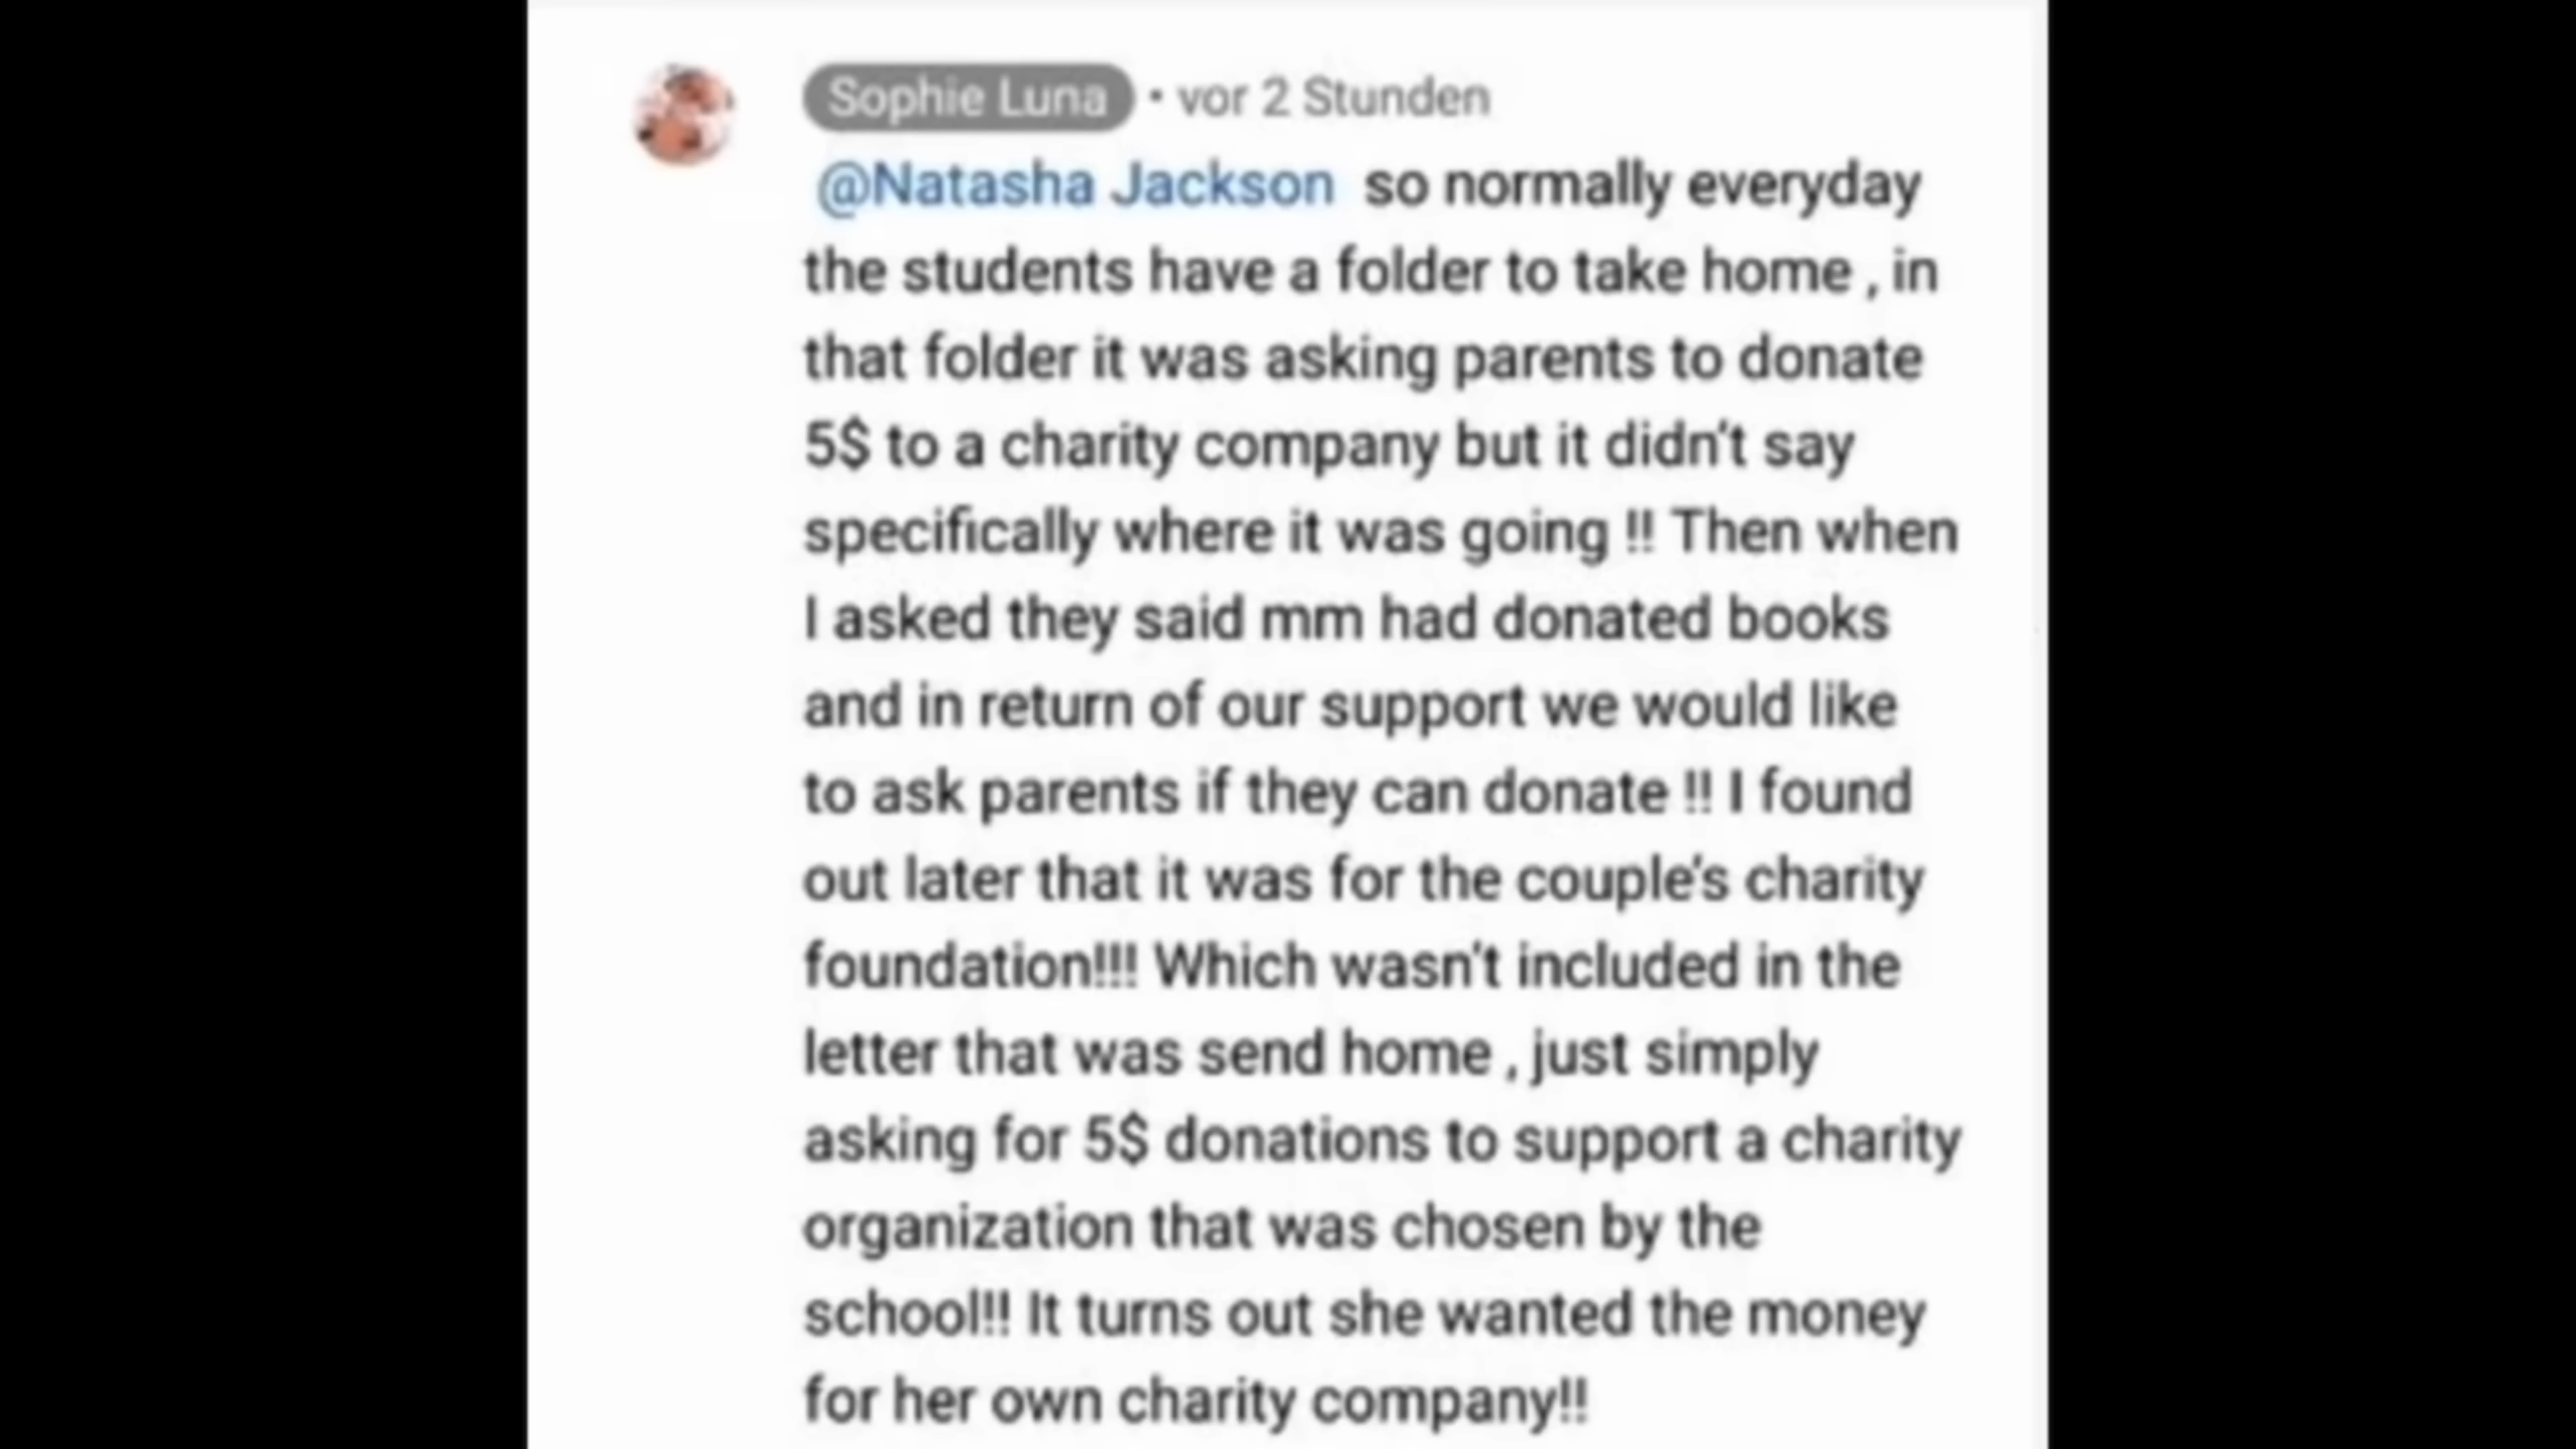 Sophie Luna • vor 2 Stunden
@Natasha Jackson so normally everyday
the students have a folder to take home , in
that folder it was asking parents to donate
5$ to a charity company but it didn't say
specifically where it was going !! Then when
I asked they said mm had donated books
and in return of our support we would like
to ask parents if they can donate !! I found
out later that it was for the couple's charity
foundation!!! Which wasn't included in the
letter that was send home , just simply
asking for 5$ donations to support a charity
organization that was chosen by the
school!! It turns out she wanted the money
for her own charity company!!